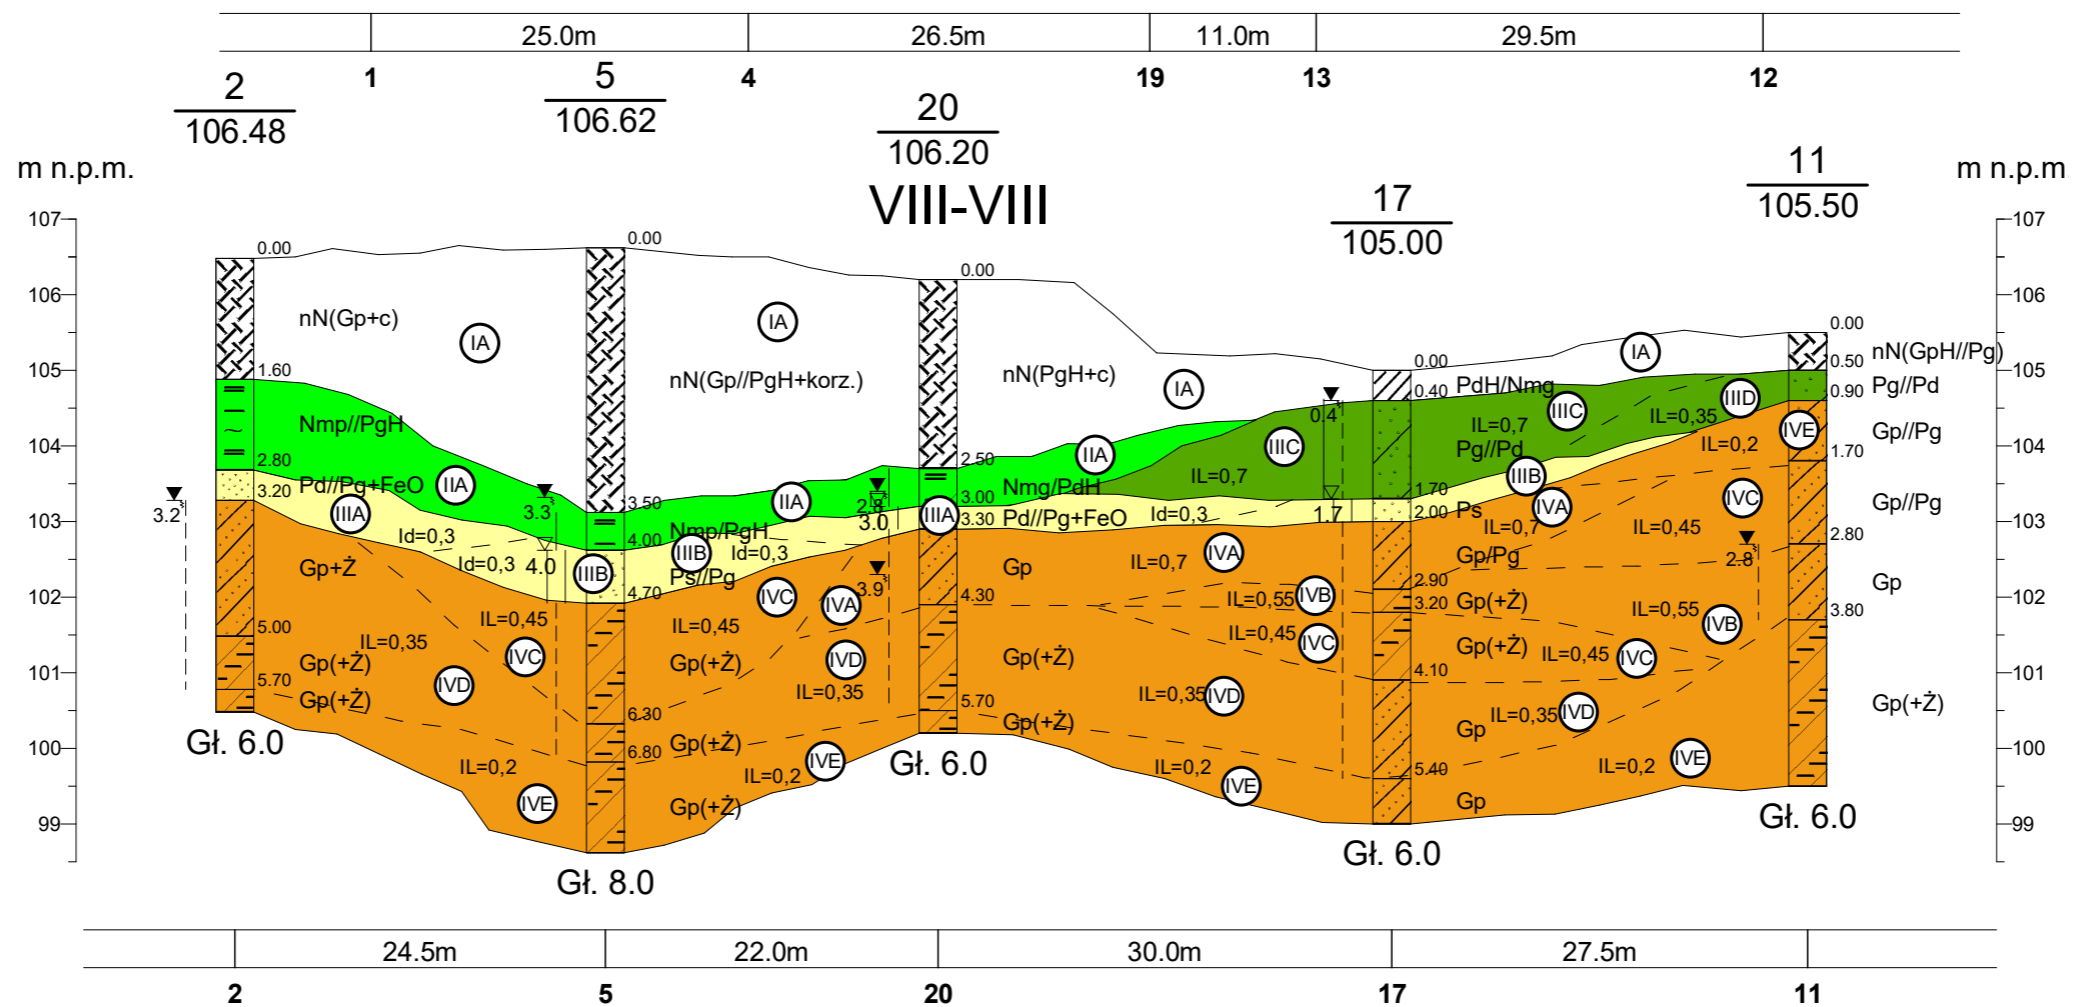 25.0m 26.5m 11.0m 29.5m
1 4 19 13 12
2
106.48
5
106.62
20
106.20
17
105.00
11
105.50
m n.p.m. m n.p.m
VIII-VIII
107 107
106 106
105 105
104 104
103 103
102 102
101 101
100 100
99 99
0.00
1.60
2.80
3.20
5.00
5.70
Gł. 6.0
3.2
nN(Gp+c)
IA
Nmp//PgH
IIA
Pd//Pg+FeO
IIIA
Id=0,3
Id=0,3
Gp+Ż
IL=0,35
IL=0,45
IVC
Gp(+Ż)
IVD
Gp(+Ż)
IL=0,2
IVE
0.00
3.50
4.00
4.70
6.30
6.80
Gł. 8.0
3.3
4.0
IIIB
IA
nN(Gp//PgH+korz.)
IIA
Nmp/PgH
IIIB
Id=0,3
Ps//Pg
IVC
IVA
IL=0,45
Gp(+Ż)
IVD
IL=0,35
Gp(+Ż)
IL=0,2
IVE
Gp(+Ż)
0.00
2.50
3.00
3.30
4.30
5.70
Gł. 6.0
2.8
3.0
3.9
IIIA
nN(PgH+c)
IA
IIA
Nmg/PdH
IIIC
IL=0,7
Pd//Pg+FeO
Id=0,3
Gp
IL=0,7
IVA
IL=0,55
IVB
IL=0,45
IVC
Gp(+Ż)
IL=0,35
IVD
Gp(+Ż)
IL=0,2
IVE
0.00
0.40
1.70
2.00
2.90
3.20
4.10
5.40
Gł. 6.0
0.4
1.7
IA
PdH/Nmg
IIIC
IL=0,7
Pg//Pd
IIID
IL=0,35
IIIB
Ps
IVA
IL=0,7
IL=0,2
IVE
IL=0,45
IVC
Gp/Pg
Gp(+Ż)
IL=0,55
IVB
Gp(+Ż)
IL=0,45
IVC
IL=0,35
IVD
Gp
IL=0,2
IVE
Gp
2.8
0.00
0.50
0.90
1.70
2.80
3.80
Gł. 6.0
nN(GpH//Pg)
Pg//Pd
Gp//Pg
Gp//Pg
Gp
Gp(+Ż)
24.5m 22.0m 30.0m 27.5m
2 5 20 17 11